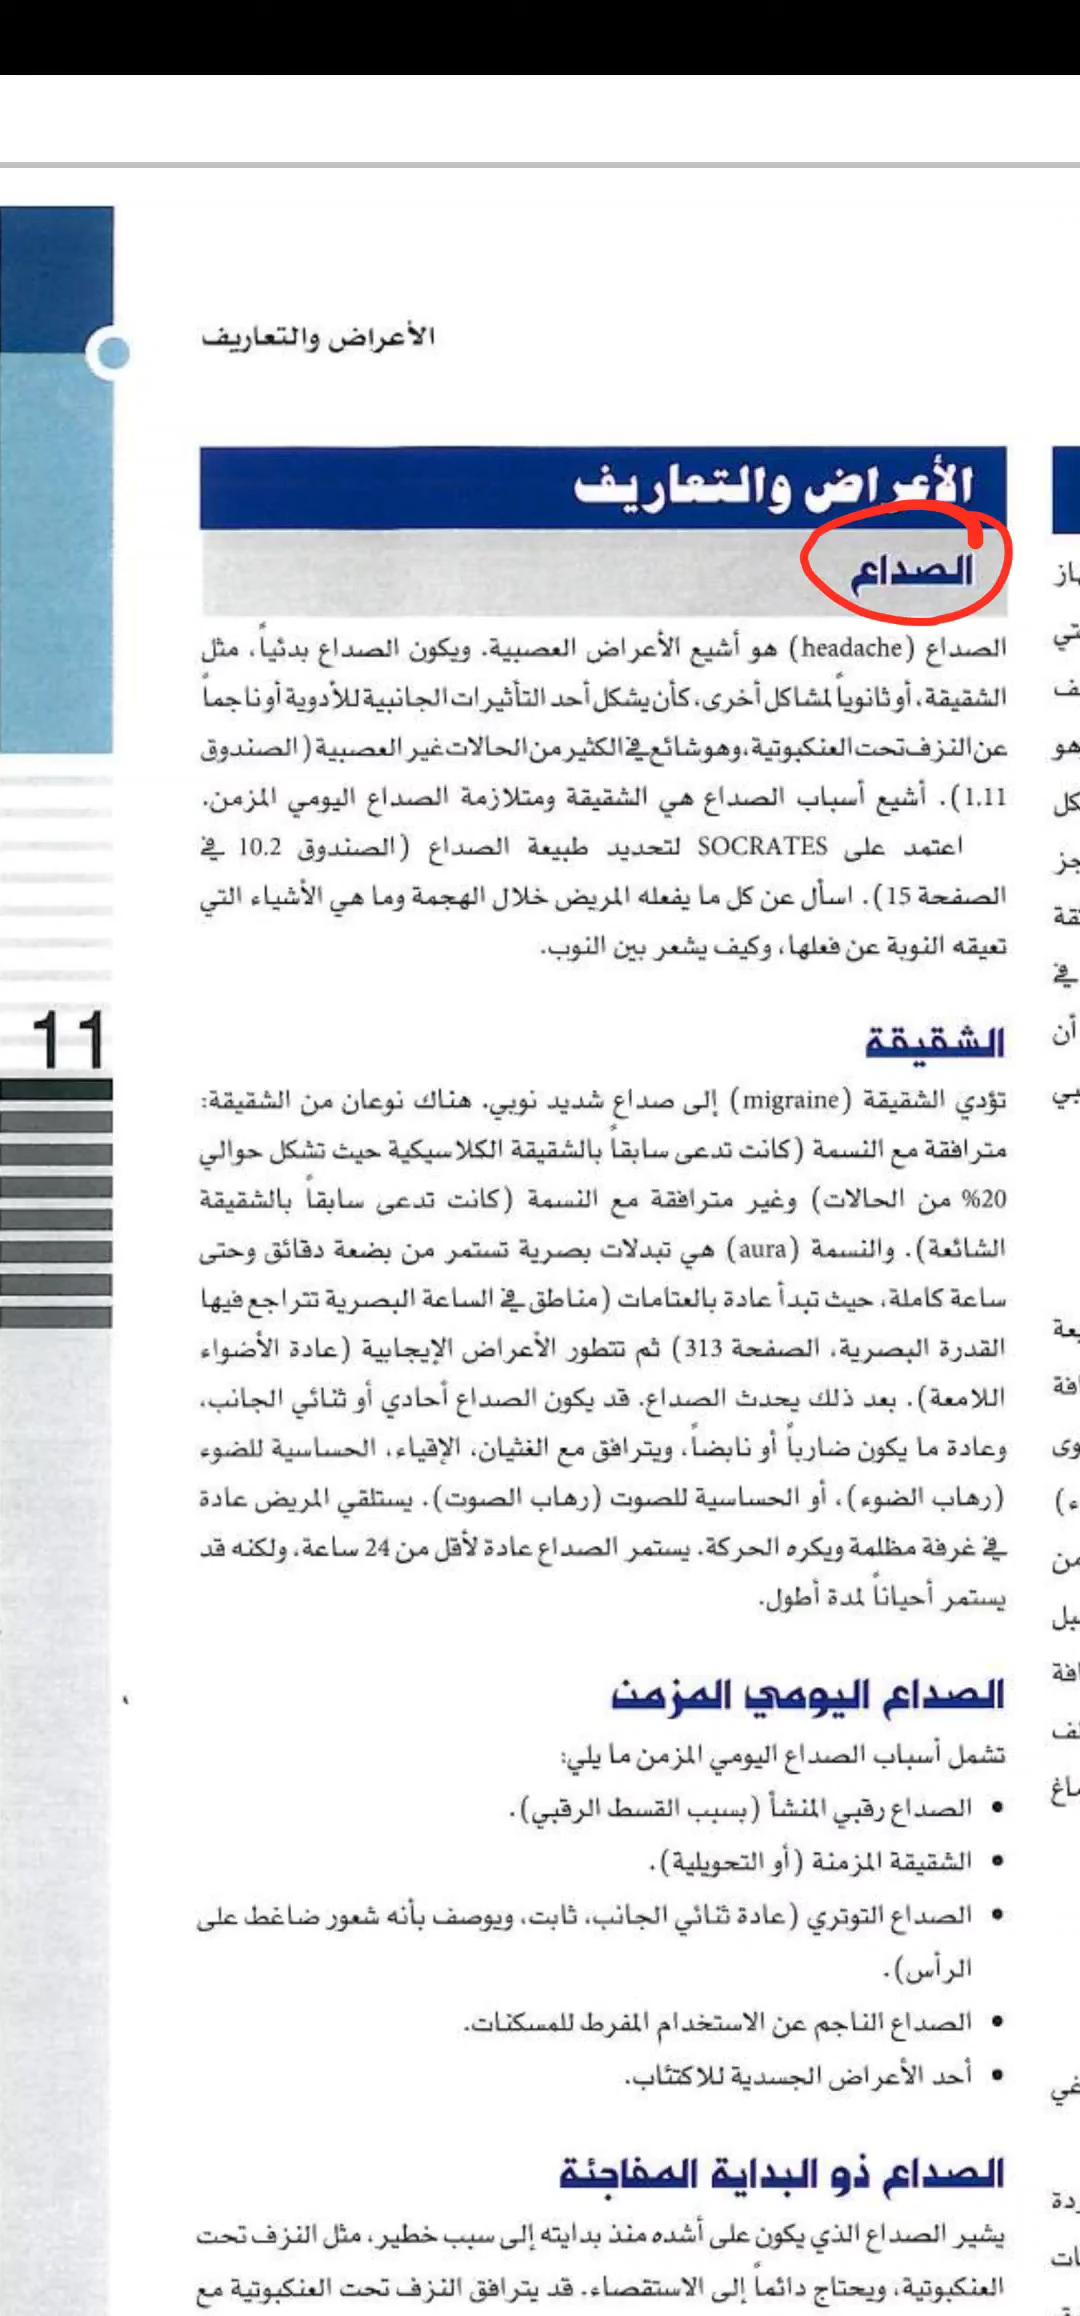 الأعراض والتعاريف
الأعراض والتعاريف
الصداع
الصداع (headache) هو أشيع الأعراض العصبية. ويكون الصداع بدئياً، مثل
الشقيقة، أو ثانوياً لمشاكل أخرى، كأن يشكل أحد التأثيرات الجانبية للأدوية أو ناجماً
عن النزف تحت العنكبوتية، وهو شائع في الكثير من الحالات غير العصبية (الصندوق
1.11). أشيع أسباب الصداع هي الشقيقة ومتلازمة الصداع اليومي المزمن.
اعتمد على SOCRATES لتحديد طبيعة الصداع (الصندوق 10.2 في
الصفحة 15). اسأل عن كل ما يفعله المريض خلال الهجمة وما هي الأشياء التي
تعيقه النوبة عن فعلها، وكيف يشعر بين النوب.
الشقيقة
تؤدي الشقيقة (migraine) إلى صداع شديد نوبي. هناك نوعان من الشقيقة:
مترافقة مع النسمة (كانت تدعى سابقاً بالشقيقة الكلاسيكية حيث تشكل حوالي
20% من الحالات) وغير مترافقة مع النسمة (كانت تدعى سابقاً بالشقيقة
الشائعة). والنسمة (aura) هي تبدلات بصرية تستمر من بضعة دقائق وحتى
ساعة كاملة، حيث تبدأ عادة بالعتامات (مناطق في الساعة البصرية تتراجع فيها
القدرة البصرية، الصفحة 313) ثم تتطور الأعراض الإيجابية (عادة الأضواء
اللامعة). بعد ذلك يحدث الصداع. قد يكون الصداع أحادي أو ثنائي الجانب،
وعادة ما يكون ضارباً أو نابضاً، ويترافق مع الغثيان، الإقياء، الحساسية للضوء
(رهاب الضوء)، أو الحساسية للصوت (رهاب الصوت). يستلقي المريض عادة
في غرفة مظلمة ويكره الحركة. يستمر الصداع عادة لأقل من 24 ساعة، ولكنه قد
يستمر أحياناً لمدة أطول.
11
الصداع اليومي المزمن
تشمل أسباب الصداع اليومي المزمن ما يلي:
• الصداع رقبي المنشأ (بسبب القسط الرقبي).
• الشقيقة المزمنة (أو التحويلية).
• الصداع التوتري (عادة ثنائي الجانب، ثابت، ويوصف بأنه شعور ضاغط على
الرأس).
• الصداع الناجم عن الاستخدام المفرط للمسكنات.
• أحد الأعراض الجسدية للاكتئاب.
الصداع ذو البداية المفاجئة
يشير الصداع الذي يكون على أشده منذ بدايته إلى سبب خطير، مثل النزف تحت
العنكبوتية، ويحتاج دائماً إلى الاستقصاء. قد يترافق النزف تحت العنكبوتية مع